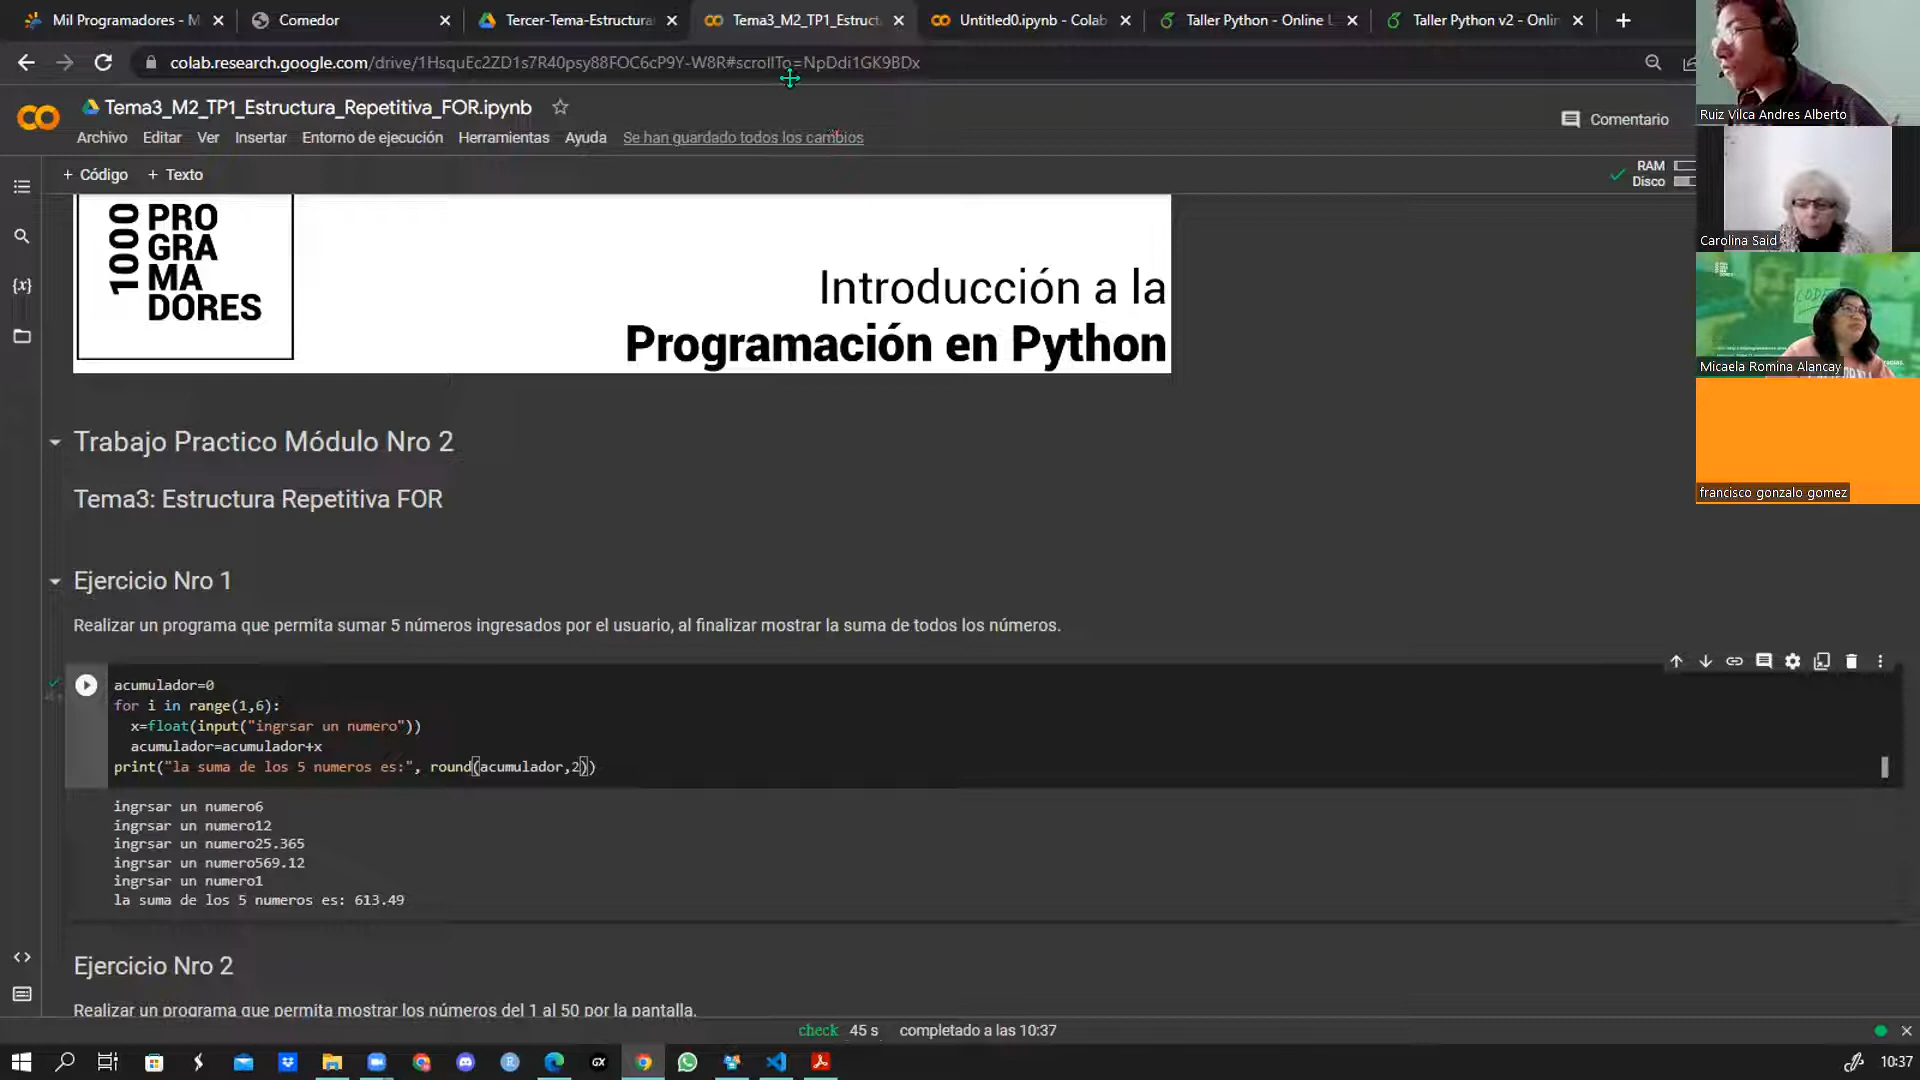 Mil Programadores - M
Comedor
Tercer-Tema-Estructura
Tema3_M2_TP1_Estruct
Untitled0.ipynb - Colab
Taller Python - Online
Taller Python v2 - Onlin
colab.research.google.com/drive/1HsquEc2ZD1s7R40psy88FOC6cP9Y-W8R#scrollTo=NpDdi1GK9BDx
Tema3_M2_TP1_Estructura_Repetitiva_FOR.ipynb
Archivo Editar Ver Insertar Entorno de ejecución Herramientas Ayuda Se han guardado todos los cambios
Comentario
+ Código + Texto
RAM
Disco
1000
PRO
GRA
MA
DORES
Introducción a la
Programación en Python
Trabajo Practico Módulo Nro 2
Tema3: Estructura Repetitiva FOR
Ejercicio Nro 1
Realizar un programa que permita sumar 5 números ingresados por el usuario, al finalizar mostrar la suma de todos los números.
acumulador=0
for i in range(1,6):
x=float(input("ingrsar un numero"))
acumulador=acumulador+x
print("la suma de los 5 numeros es:", round(acumulador,2))
ingrsar un numero6
ingrsar un numero12
ingrsar un numero25.365
ingrsar un numero569.12
ingrsar un numero1
la suma de los 5 numeros es: 613.49
Ejercicio Nro 2
Realizar un programa que permita mostrar los números del 1 al 50 por la pantalla.
check 45 s completado a las 10:37
10:37
Ruiz Vilca Andres Alberto
Carolina Said
CODE
Micaela Romina Alancay
francisco gonzalo gomez